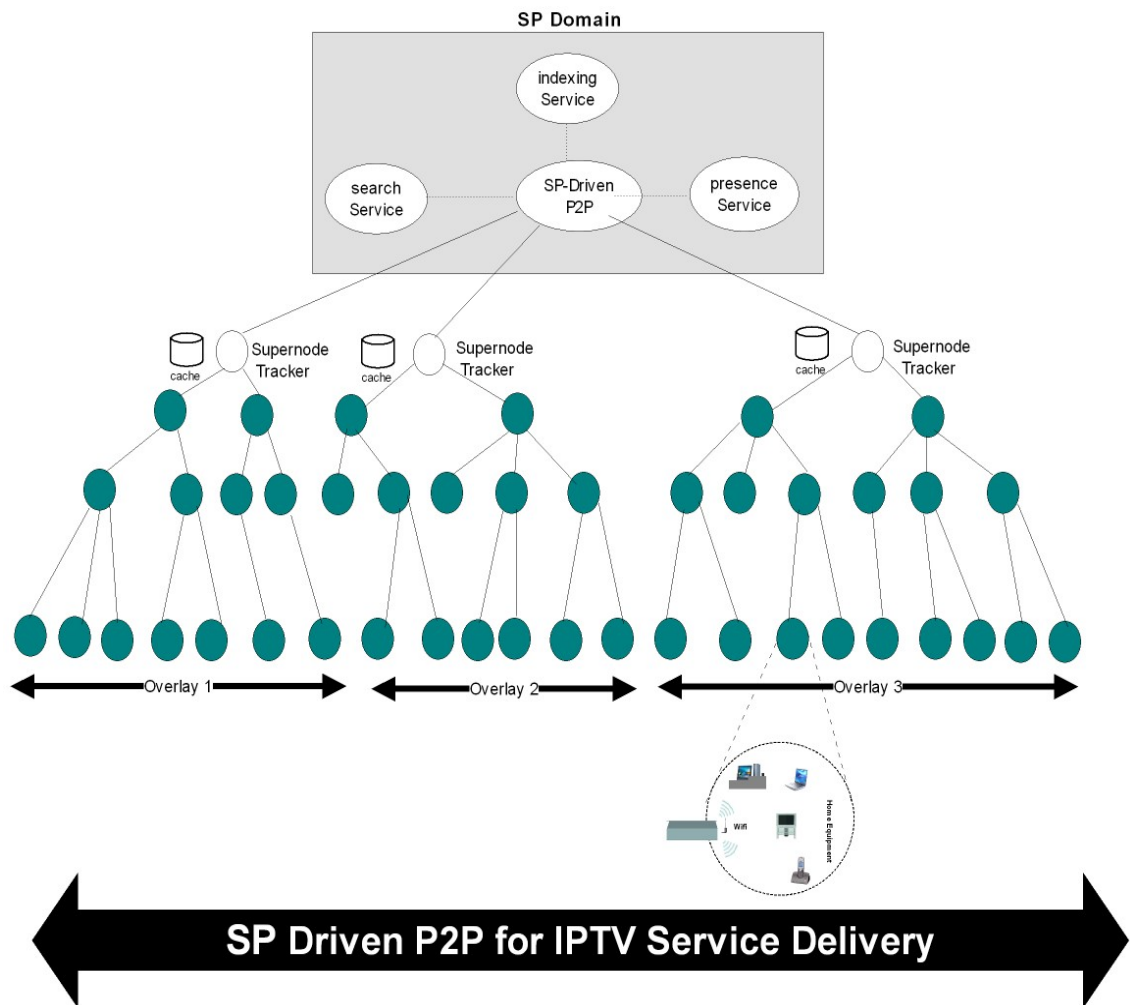 SP Domain
indexing
Service
search
Service
SP-Driven
P2P
presence
Service
cache
Supernode
Tracker
cache
Supernode
Tracker
cache
Supernode
Tracker
Overlay 1
Overlay 2
Overlay 3
Wifi
Home Equipment
SP Driven P2P for IPTV Service Delivery